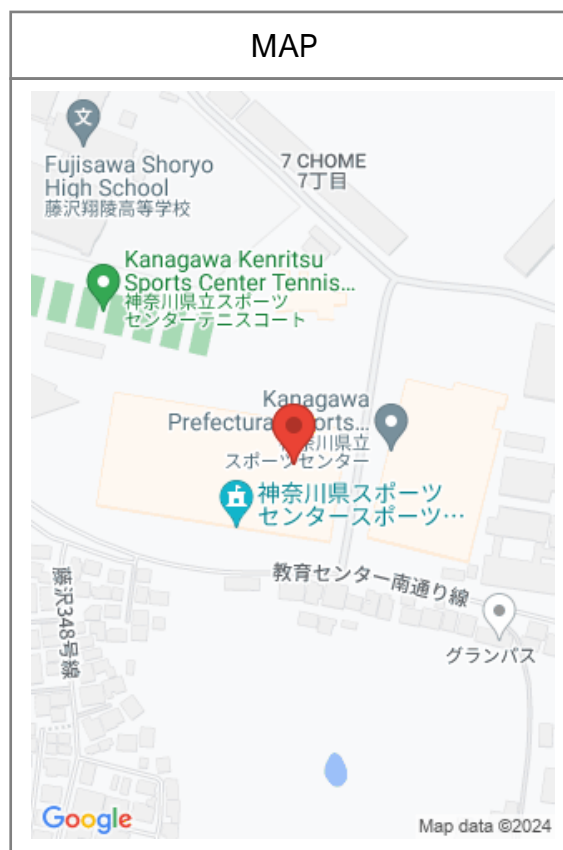 MAP
Fujisawa Shoryo
High School
藤沢翔陵高等学校
7 CHOME
7丁目
Kanagawa Kenritsu
Sports Center Tennis...
神奈川県立スポーツ
センターテニスコート
Kanagawa
Prefectura
orts...
神奈川県立
スポーツセンター
神奈川県スポーツ
センタースポーツ…
教育センター南通り線
藤沢348号線
グランパス
Google
Map data ©2024